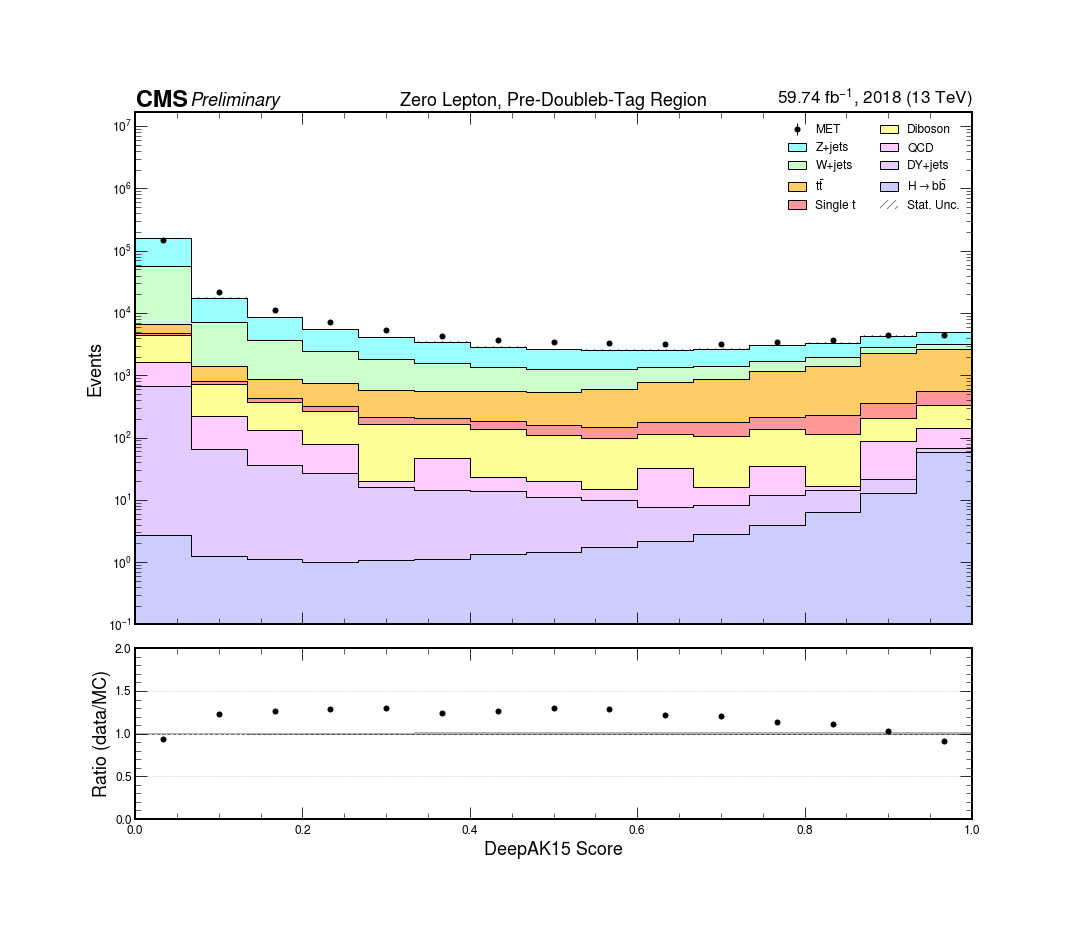 CMS Preliminary Zero Lepton, Pre-Doubleb-Tag Region 59.74 fb⁻¹, 2018 (13 TeV)
MET Diboson
Z+jets QCD
W+jets DY+jets
tt̄ H→bb̄
Single t Stat. Unc.
Events
10⁷
10⁶
10⁵
10⁴
10³
10²
10¹
10⁰
10⁻¹
Ratio (data/MC)
2.0
1.5
1.0
0.5
0.0
0.0 0.2 0.4 0.6 0.8 1.0
DeepAK15 Score